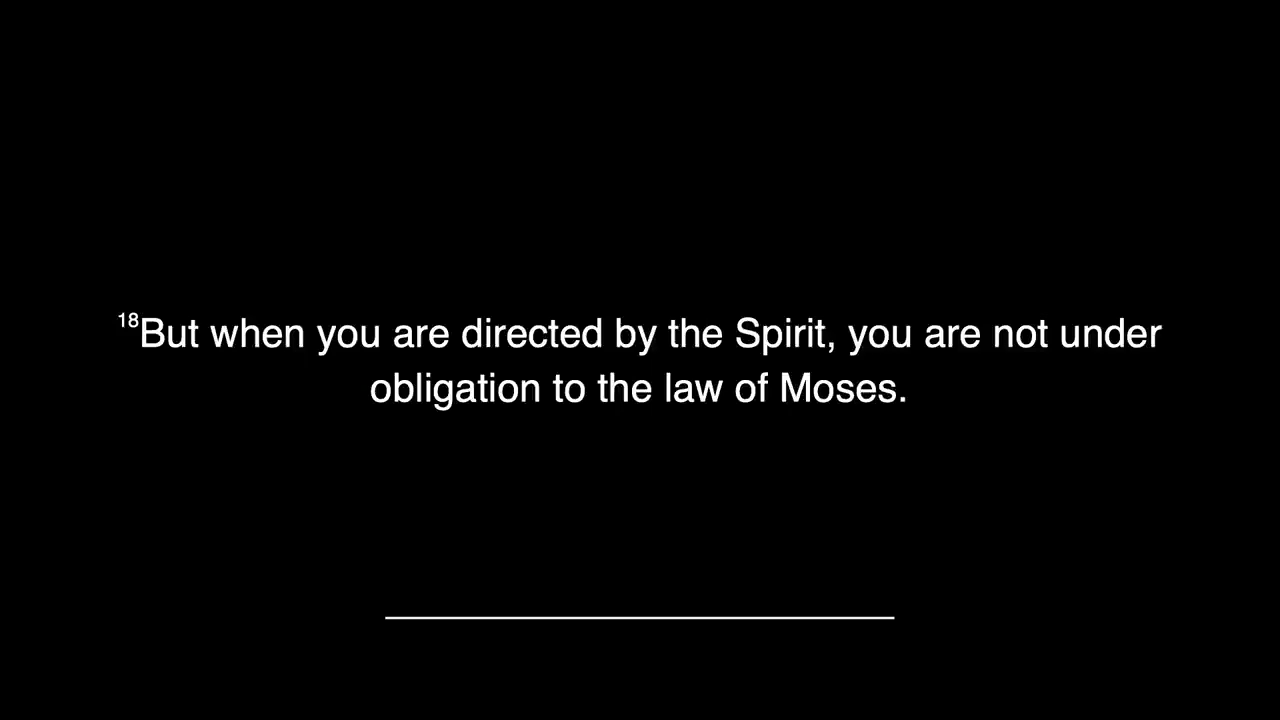 18But when you are directed by the Spirit, you are not under
obligation to the law of Moses.